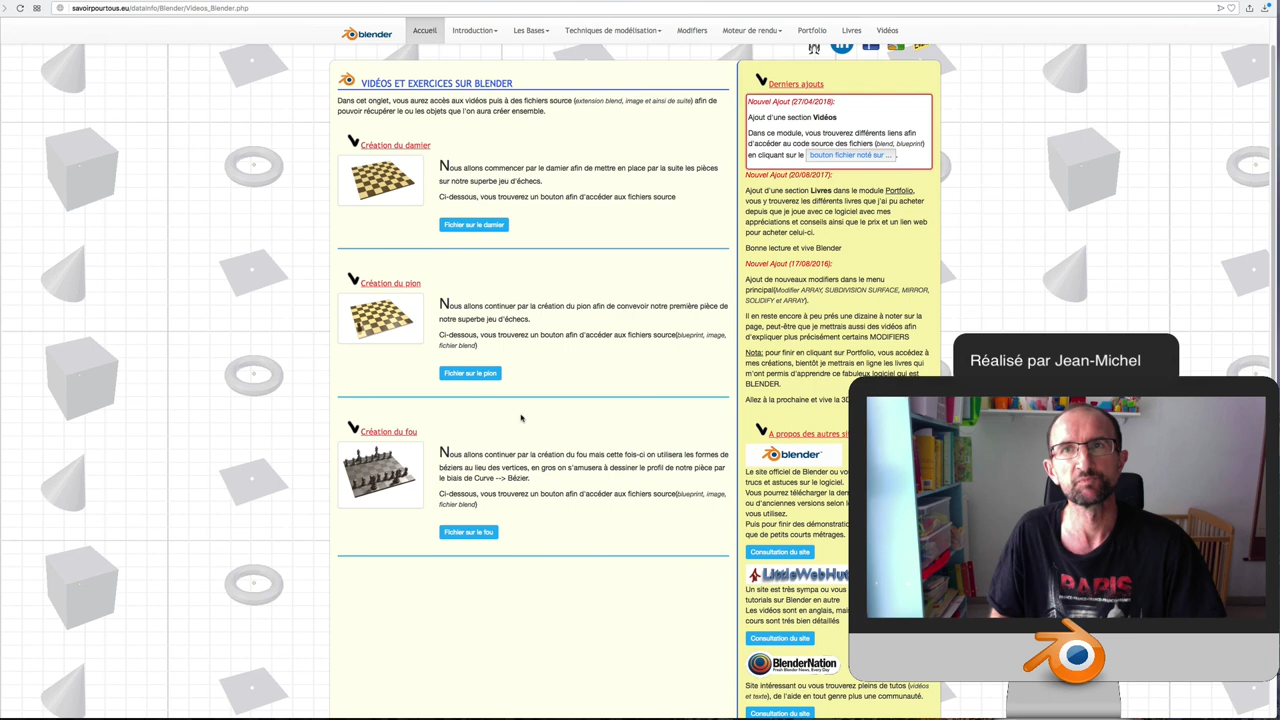 savoirpourtous.eu/datainfo/Blender/Videos_Blender.php
blender
Accueil
Introduction
Les Bases
Techniques de modélisation
Modifiers
Moteur de rendu
Portfolio
Livres
Vidéos
VIDÉOS ET EXERCICES SUR BLENDER
Dans cet onglet, vous aurez accès aux vidéos puis à des fichiers source (extension blend, image et ainsi de suite) afin de
pouvoir récupérer le ou les objets que l'on aura créer ensemble.
Création du damier
Nous allons commencer par le damier afin de mettre en place par la suite les pièces
sur notre superbe jeu d'échecs.
Ci-dessous, vous trouverez un bouton afin d'accéder aux fichiers source
Fichier sur le damier
Création du pion
Nous allons continuer par la création du pion afin de convevoir notre première pièce de
notre superbe jeu d'échecs.
Ci-dessous, vous trouverez un bouton afin d'accéder aux fichiers source(blueprint, image,
fichier blend)
Fichier sur le pion
Création du fou
Nous allons continuer par la création du fou mais cette fois-ci on utilisera les formes de
béziers au lieu des vertices, en gros on s'amusera à dessiner le profil de notre pièce par
le biais de Curve --> Bézier.
Ci-dessous, vous trouverez un bouton afin d'accéder aux fichiers source(blueprint, image,
fichier blend)
Fichier sur le fou
Derniers ajouts
Nouvel Ajout (27/04/2018):
Ajout d'une section Vidéos
Dans ce module, vous trouverez différents liens afin
d'accéder au code source des fichiers (blend, blueprint)
en cliquant sur le bouton fichier noté sur ... .
Nouvel Ajout (20/08/2017):
Ajout d'une section Livres dans le module Portfolio,
vous y trouverez les différents livres que j'ai pu acheter
depuis que je joue avec ce logiciel avec mes
appréciations et conseils ainsi que le prix et un lien web
pour acheter celui-ci.
Bonne lecture et vive Blender
Nouvel Ajout (17/08/2016):
Ajout de nouveaux modifiers dans le menu
principal(Modifier ARRAY, SUBDIVISION SURFACE, MIRROR,
SOLIDIFY et ARRAY).
Il en reste encore à peu prés une dizaine à noter sur la
page, peut-être que je mettrais aussi des vidéos afin
d'expliquer plus précisément certains MODIFIERS
Nota: pour finir en cliquant sur Portfolio, vous accédez à
mes créations, bientôt je mettrais en ligne les livres qui
m'ont permis d'apprendre ce fabuleux logiciel qui est
BLENDER.
Allez à la prochaine et vive la 3D
A propos des autres si
blender
Le site officiel de Blender ou vo
trucs et astuces sur le logiciel.
Vous pourrez télécharger la der
ou d'anciennes versions selon l
vous utilisez.
Puis pour finir des démonstratio
que de petits courts métrages.
Consultation du site
LittleWebHut
Un site est très sympa ou vous
tutorials sur Blender en autre
Les vidéos sont en anglais, mai
cours sont très bien détaillés
Consultation du site
BlenderNation
Fresh Blender News, Every Day
Site intéressant ou vous trouverez pleins de tutos (vidéos
et texte), de l'aide en tout genre plus une communauté.
Consultation du site
Réalisé par Jean-Michel
PARIS